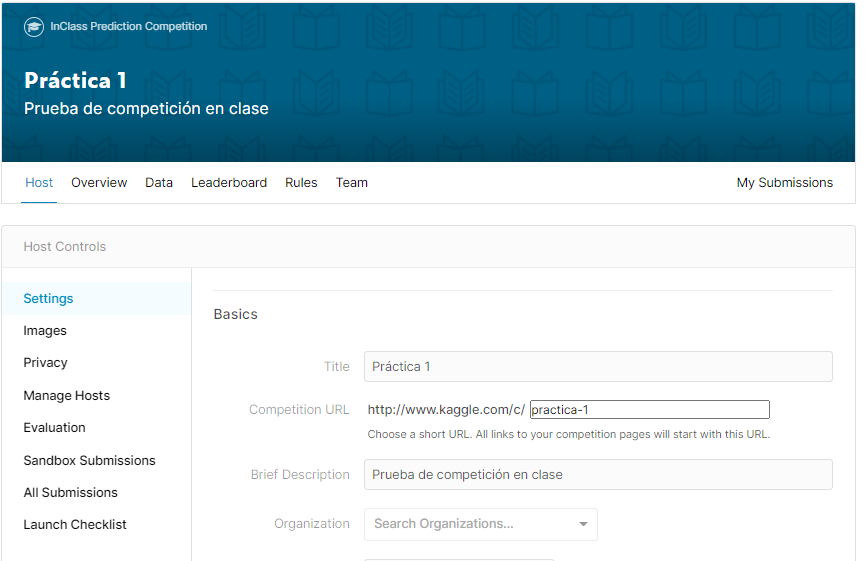 InClass Prediction Competition
Práctica 1
Prueba de competición en clase
Host Overview Data Leaderboard Rules Team My Submissions
Host Controls
Settings
Images
Privacy
Manage Hosts
Evaluation
Sandbox Submissions
All Submissions
Launch Checklist
Basics
Title Práctica 1
Competition URL http://www.kaggle.com/c/ practica-1
Choose a short URL. All links to your competition pages will start with this URL.
Brief Description Prueba de competición en clase
Organization Search Organizations...